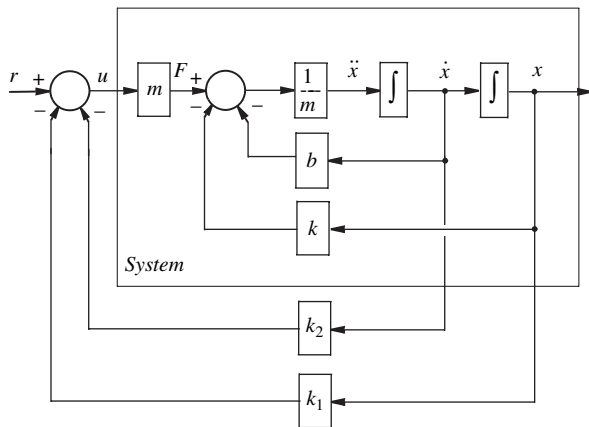 r + u m F + 1/m ẍ ∫ ẋ ∫ x
− − − −
b
k
System
k₂
k₁